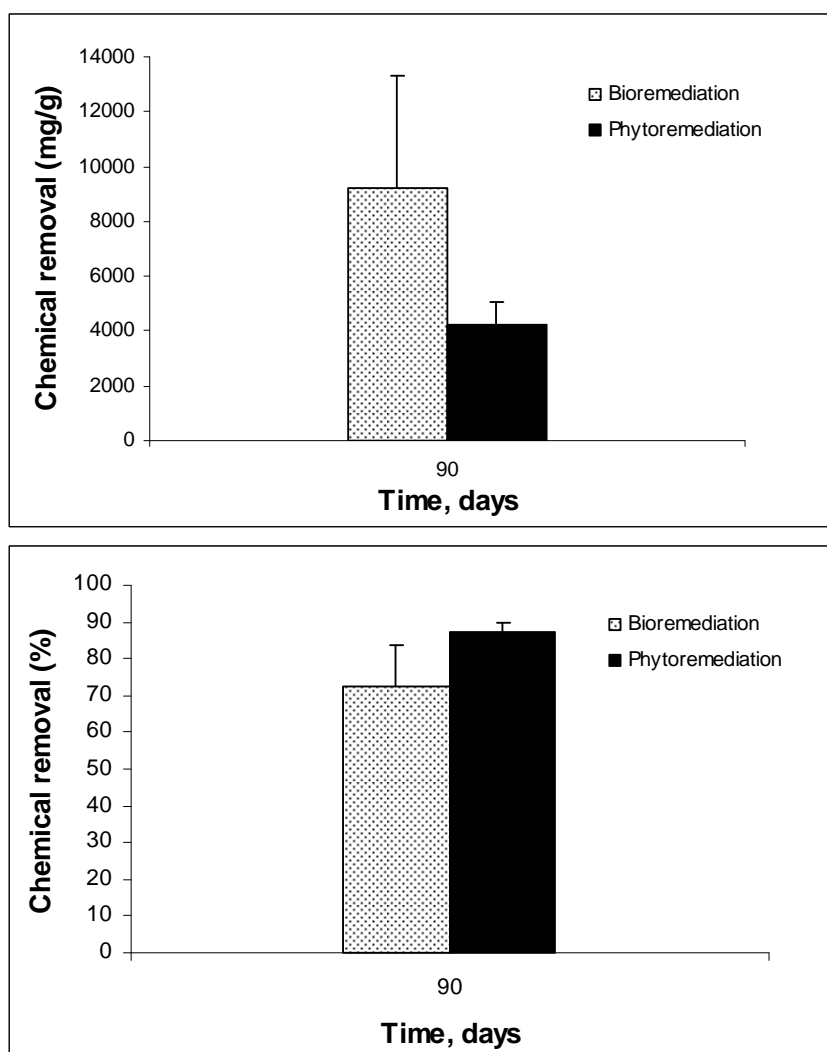 Chemical removal (mg/g)
14000
12000
10000
8000
6000
4000
2000
0
Bioremediation
Phytoremediation
90
Time, days
Chemical removal (%)
100
90
80
70
60
50
40
30
20
10
0
Bioremediation
Phytoremediation
90
Time, days